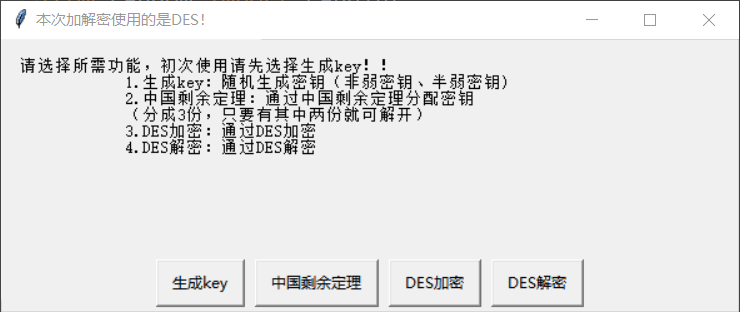 本次加解密使用的是DES!
请选择所需功能，初次使用请先选择生成key！！
1.生成key：随机生成密钥（非弱密钥、半弱密钥）
2.中国剩余定理：通过中国剩余定理分配密钥
（分成3份，只要有其中两份就可解开）
3.DES加密：通过DES加密
4.DES解密：通过DES解密
生成key 中国剩余定理 DES加密 DES解密